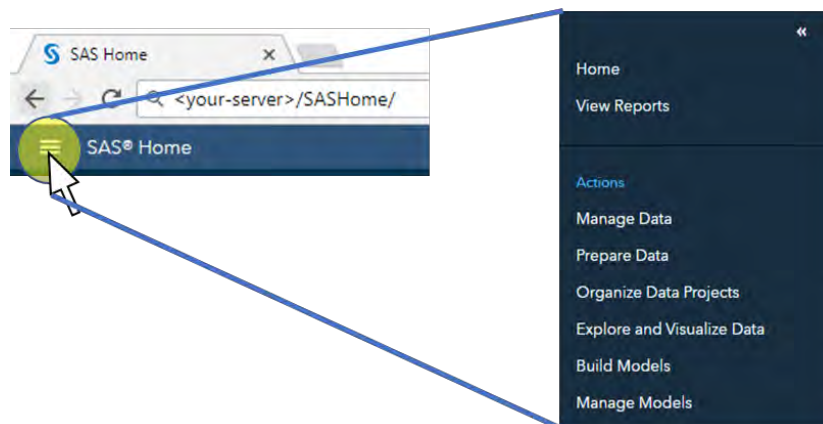 SAS Home
<your-server>/SASHome/
SAS® Home
Home
View Reports
Actions
Manage Data
Prepare Data
Organize Data Projects
Explore and Visualize Data
Build Models
Manage Models